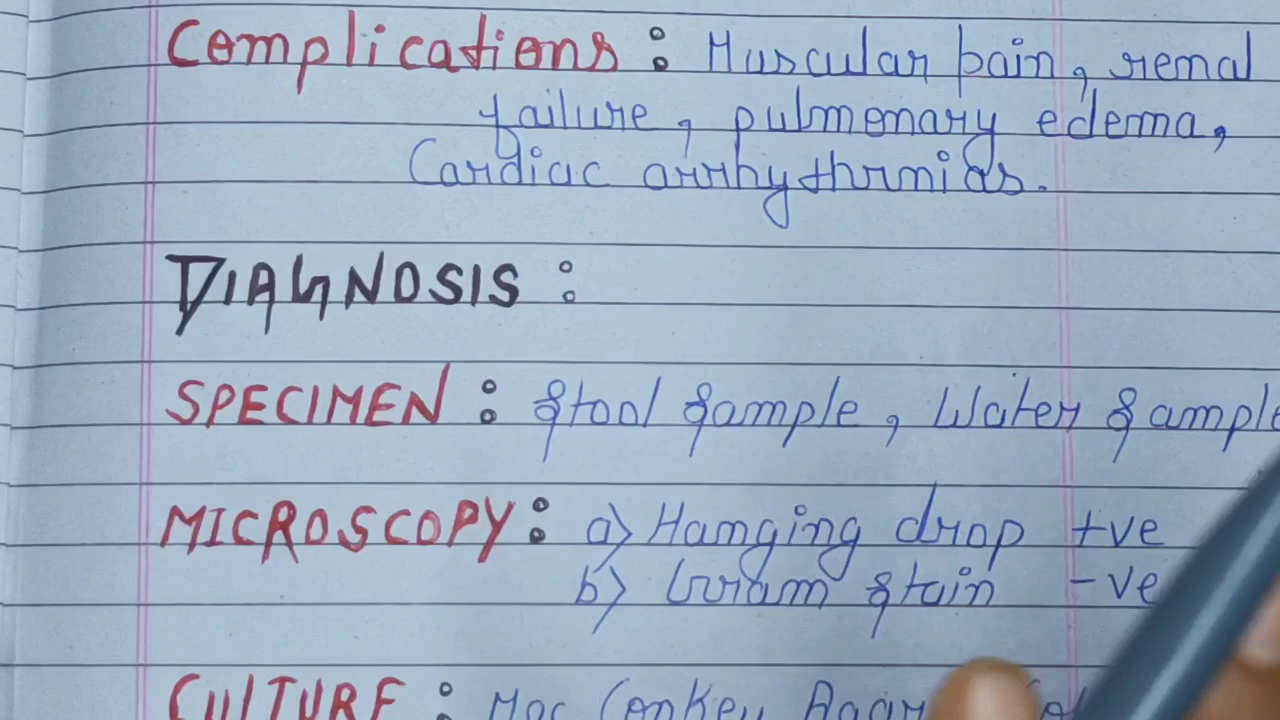 Complications : Muscular pain, renal
failure, pulmonary edema,
Cardiac arrhythmias.
DIAGNOSIS :
SPECIMEN : Stool Sample, Water Sample
MICROSCOPY : a) Hanging drop +ve
b) Gram stain -ve
CULTURE : Mac Conkey Agar